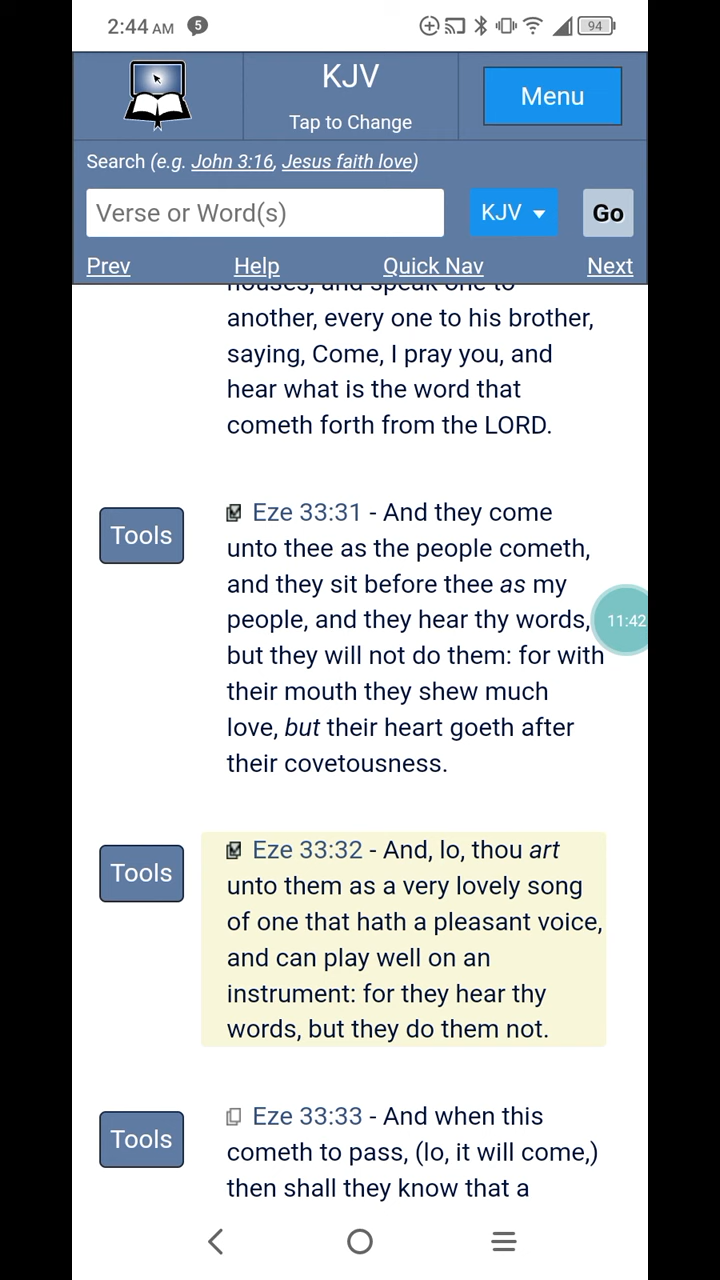 2:44 AM 5 94
KJV
Tap to Change
Menu
Search (e.g. John 3:16, Jesus faith love)
Verse or Word(s)
KJV
Go
Prev Help Quick Nav Next
houses, and speak one to
another, every one to his brother,
saying, Come, I pray you, and
hear what is the word that
cometh forth from the LORD.
Tools
Eze 33:31 - And they come
unto thee as the people cometh,
and they sit before thee as my
people, and they hear thy words,
but they will not do them: for with
their mouth they shew much
love, but their heart goeth after
their covetousness.
11:42
Tools
Eze 33:32 - And, lo, thou art
unto them as a very lovely song
of one that hath a pleasant voice,
and can play well on an
instrument: for they hear thy
words, but they do them not.
Tools
Eze 33:33 - And when this
cometh to pass, (lo, it will come,)
then shall they know that a